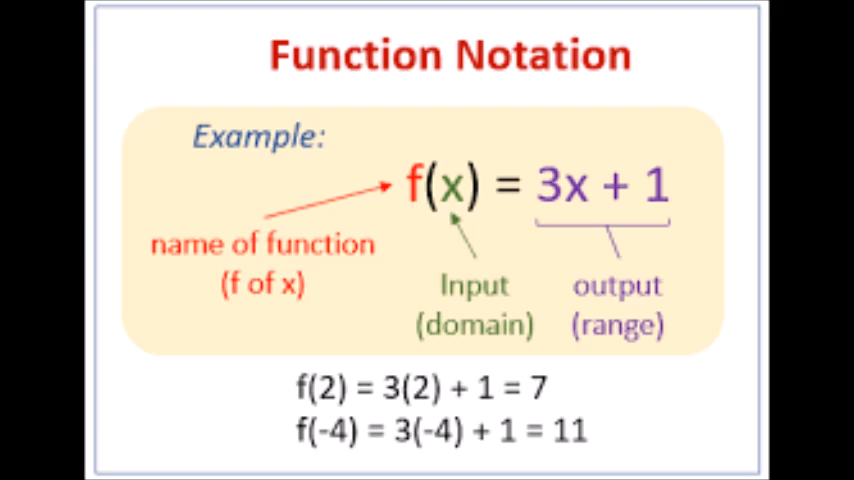 Function Notation
Example:
f(x) = 3x + 1
name of function
(f of x)
Input
(domain)
output
(range)
f(2) = 3(2) + 1 = 7
f(-4) = 3(-4) + 1 = 11